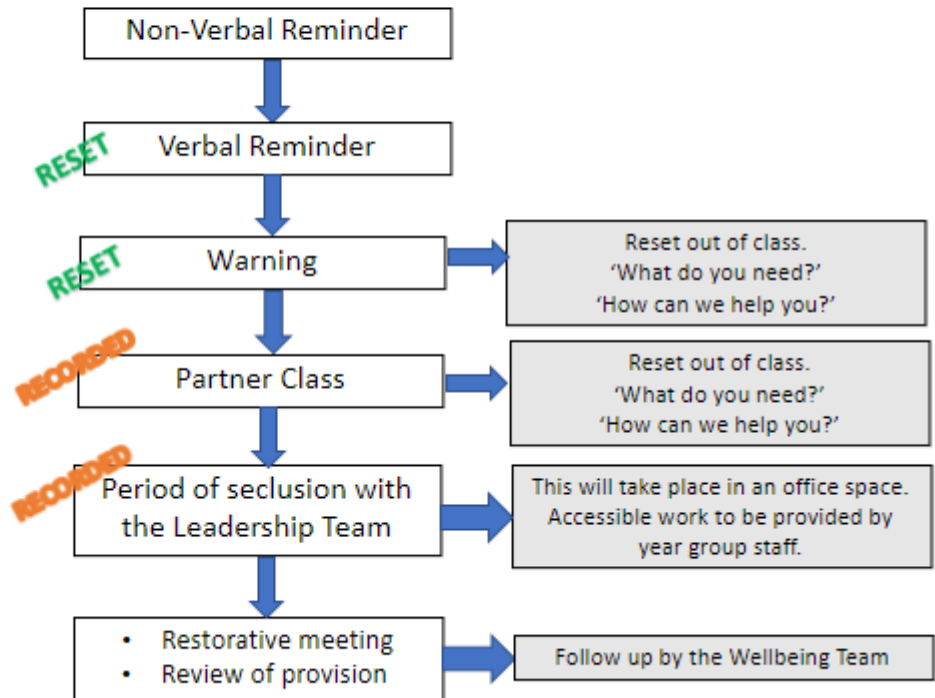 Non-Verbal Reminder
RESET
Verbal Reminder
RESET
Warning
Reset out of class.
‘What do you need?’
‘How can we help you?’
RECORDED
Partner Class
Reset out of class.
‘What do you need?’
‘How can we help you?’
RECORDED
Period of seclusion with
the Leadership Team
This will take place in an office space.
Accessible work to be provided by
year group staff.
• Restorative meeting
• Review of provision
Follow up by the Wellbeing Team